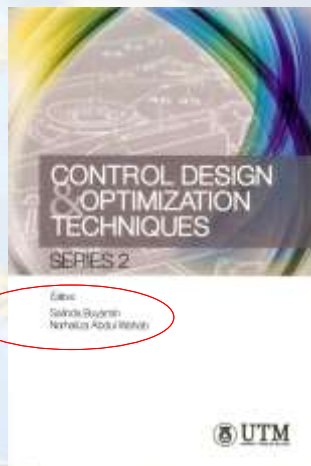 CONTROL DESIGN
& OPTIMIZATION
TECHNIQUES
SERIES 2
Editor
Salinda Buyamin
Norhaliza Abdul Wahab
UTM